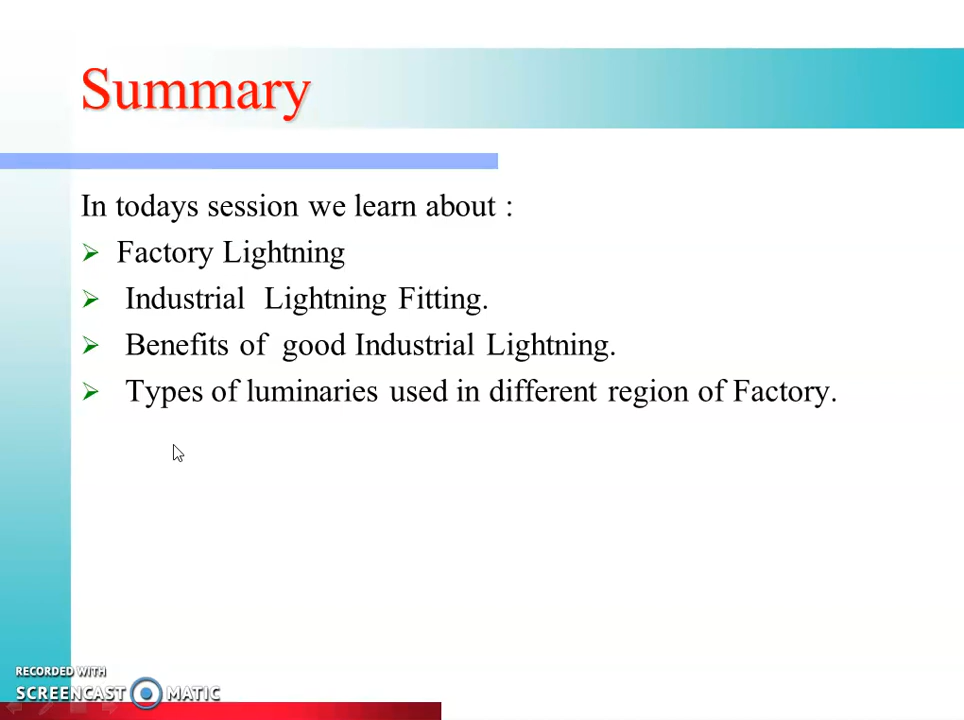 Summary
In todays session we learn about :
Factory Lightning
Industrial Lightning Fitting.
Benefits of good Industrial Lightning.
Types of luminaries used in different region of Factory.
RECORDED WITH
SCREENCAST MATIC